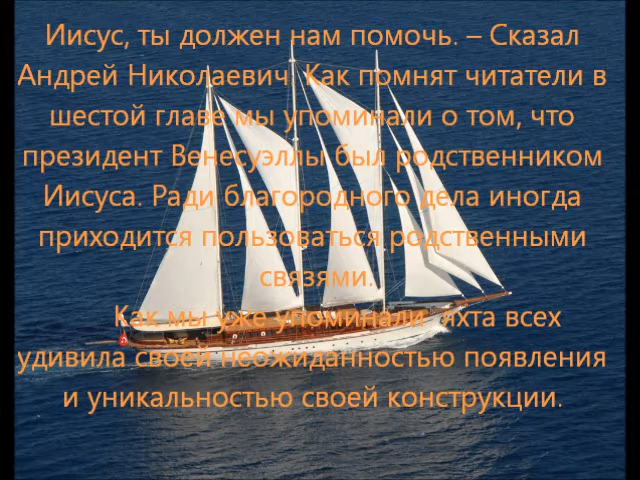 Иисус, ты должен нам помочь. – Сказал
Андрей Николаевич. Как помнят читатели в
шестой главе мы упоминали о том, что
президент Венесуэллы был родственником
Иисуса. Ради благородного дела иногда
приходится пользоваться родственными
связями.
Как мы уже упоминали, яхта всех
удивила своей неожиданностью появления
и уникальностью своей конструкции.